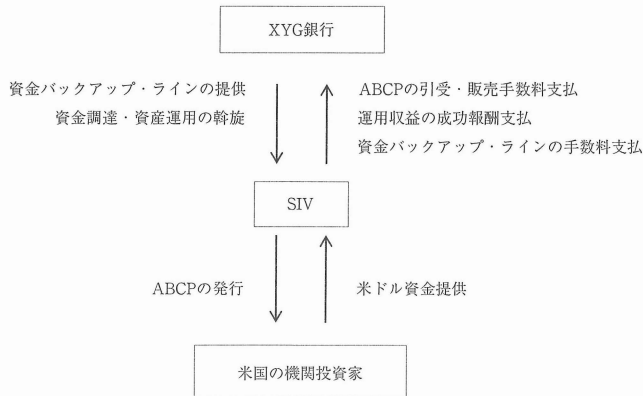 XYG銀行
資金バックアップ・ラインの提供
資金調達・資産運用の斡旋
ABCPの引受・販売手数料支払
運用収益の成功報酬支払
資金バックアップ・ラインの手数料支払
SIV
ABCPの発行
米ドル資金提供
米国の機関投資家